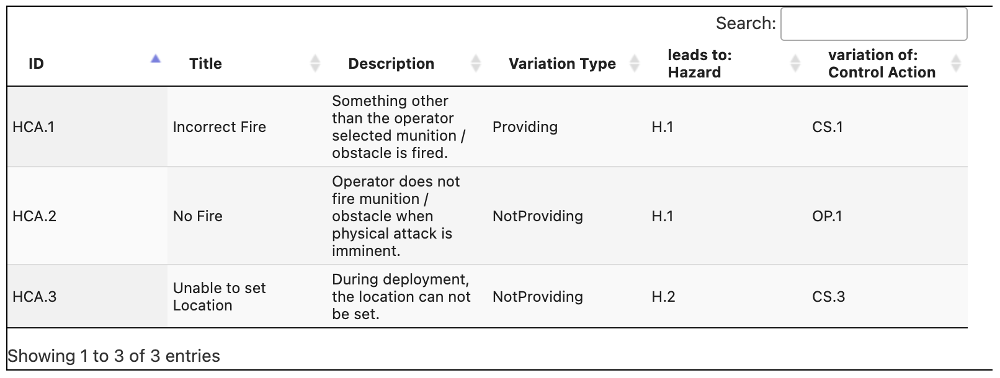 Search:
ID Title Description Variation Type leads to: Hazard variation of: Control Action
HCA.1 Incorrect Fire Something other than the operator selected munition / obstacle is fired. Providing H.1 CS.1
HCA.2 No Fire Operator does not fire munition / obstacle when physical attack is imminent. NotProviding H.1 OP.1
HCA.3 Unable to set Location During deployment, the location can not be set. NotProviding H.2 CS.3
Showing 1 to 3 of 3 entries